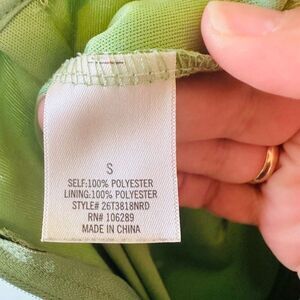 S
SELF:100% POLYESTER
LINING:100% POLYESTER
STYLE# 26T3818NRD
RN# 106289
MADE IN CHINA